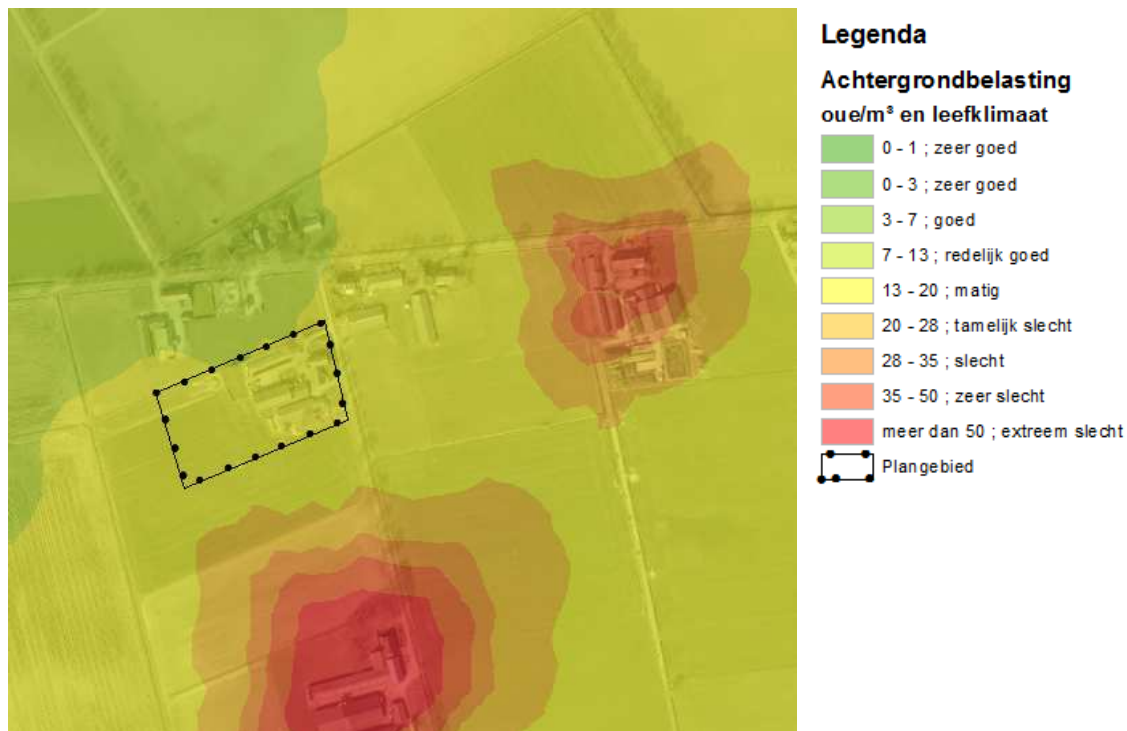 Legenda
Achtergrondbelasting
oue/m³ en leefklimaat
0 - 1 ; zeer goed
0 - 3 ; zeer goed
3 - 7 ; goed
7 - 13 ; redelijk goed
13 - 20 ; matig
20 - 28 ; tamelijk slecht
28 - 35 ; slecht
35 - 50 ; zeer slecht
meer dan 50 ; extreem slecht
Plangebied